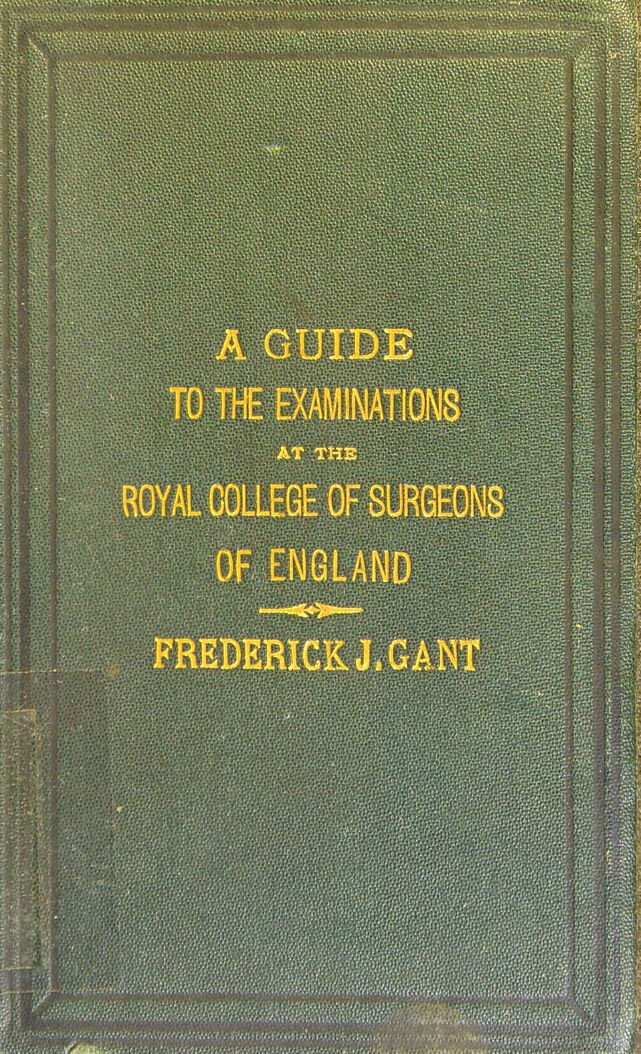 A GUIDE
TO THE EXAMINATIONS
AT THE
ROYAL COLLEGE OF SURGEONS
OF ENGLAND
FREDERICK J. GANT